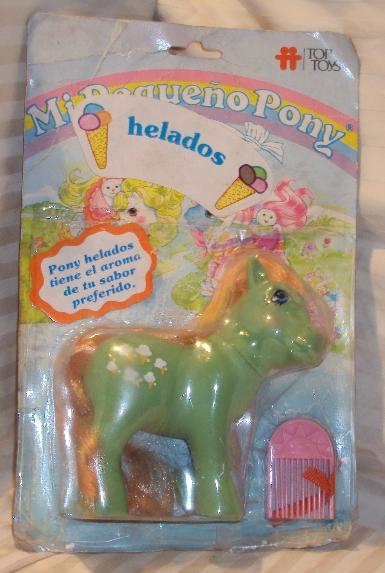 TOP
TOYS
Mi Pequeño Pony
helados
Pony helados
tiene el aroma
de tu sabor
preferido.